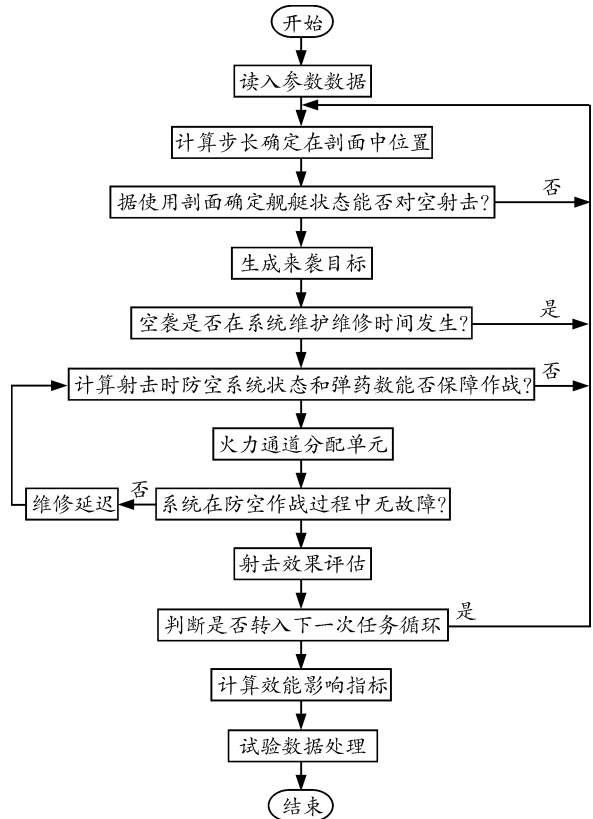 开始
读入参数数据
计算步长确定在剖面中位置
据使用剖面确定舰艇状态能否对空射击?
否
生成来袭目标
空袭是否在系统维护维修时间发生?
是
计算射击时防空系统状态和弹药数能否保障作战?
否
火力通道分配单元
维修延迟
否
系统在防空作战过程中无故障?
射击效果评估
判断是否转入下一次任务循环
是
计算效能影响指标
试验数据处理
结束